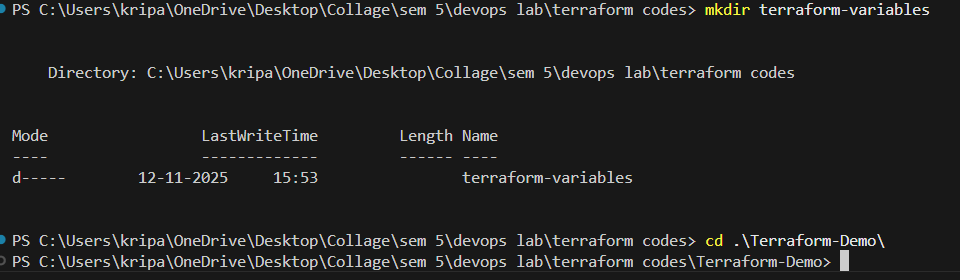 PS C:\Users\kripa\OneDrive\Desktop\Collage\sem 5\devops lab\terraform codes> mkdir terraform-variables
Directory: C:\Users\kripa\OneDrive\Desktop\Collage\sem 5\devops lab\terraform codes
Mode LastWriteTime Length Name
---- ------------- ------ ----
d----- 12-11-2025 15:53 terraform-variables
PS C:\Users\kripa\OneDrive\Desktop\Collage\sem 5\devops lab\terraform codes> cd .\Terraform-Demo\
PS C:\Users\kripa\OneDrive\Desktop\Collage\sem 5\devops lab\terraform codes\Terraform-Demo>